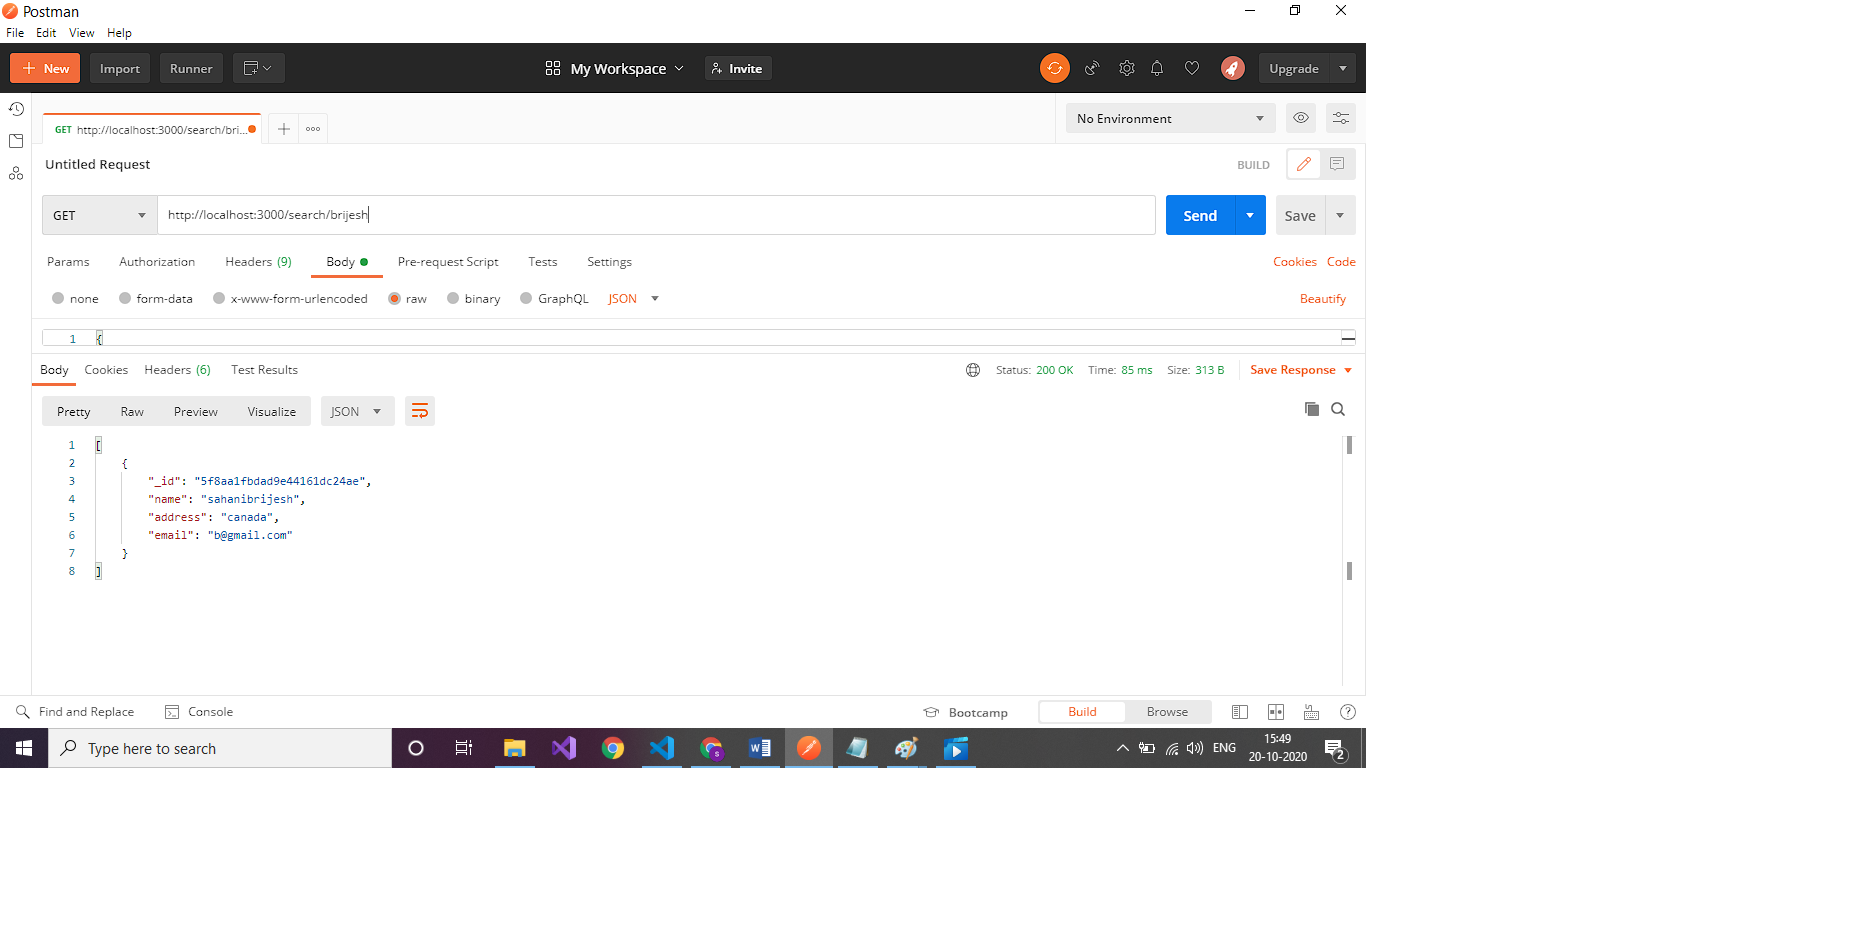 Postman
File Edit View Help
New Import Runner My Workspace Invite Upgrade
GET http://localhost:3000/search/bri... No Environment
Untitled Request BUILD
GET http://localhost:3000/search/brijesh Send Save
Params Authorization Headers (9) Body Pre-request Script Tests Settings Cookies Code
none form-data x-www-form-urlencoded raw binary GraphQL JSON Beautify
1 {
Body Cookies Headers (6) Test Results Status: 200 OK Time: 85 ms Size: 313 B Save Response
Pretty Raw Preview Visualize JSON
1 [
2 {
3 "_id": "5f8aa1fbdad9e44161dc24ae",
4 "name": "sahanibrijesh",
5 "address": "canada",
6 "email": "b@gmail.com"
7 }
8 ]
Find and Replace Console Bootcamp Build Browse
Type here to search ENG 15:49
20-10-2020 2